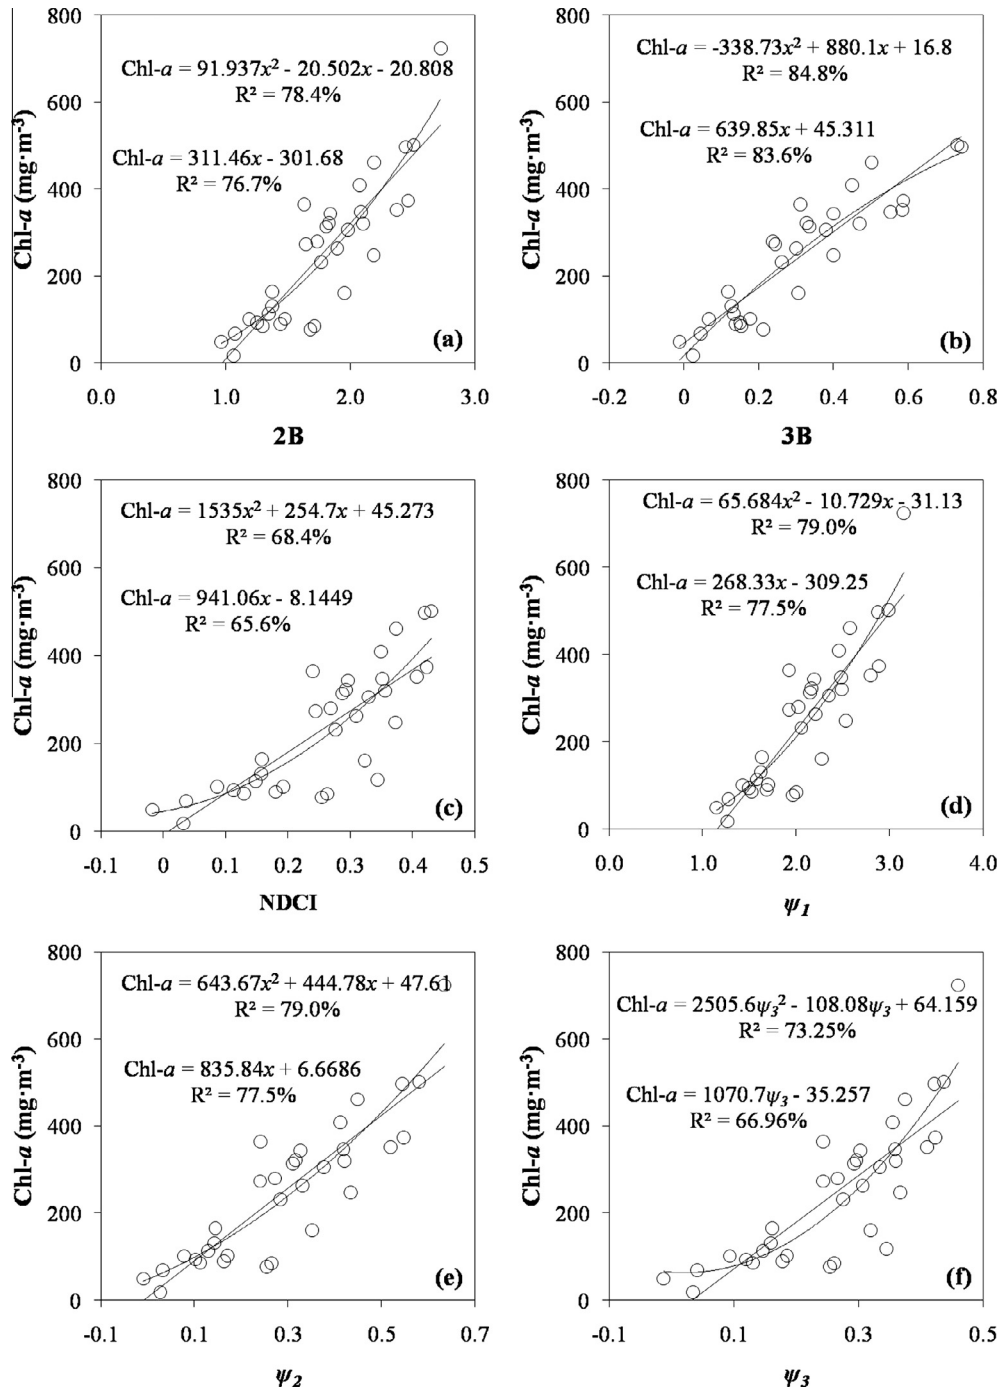 800
600
400
200
0
Chl-a (mg·m⁻³)
Chl-a = 91.937x² - 20.502x - 20.808
R² = 78.4%
Chl-a = 311.46x - 301.68
R² = 76.7%
(a)
0.0 1.0 2.0 3.0
2B
800
600
400
200
0
Chl-a (mg·m⁻³)
Chl-a = -338.73x² + 880.1x + 16.8
R² = 84.8%
Chl-a = 639.85x + 45.311
R² = 83.6%
(b)
-0.2 0 0.2 0.4 0.6 0.8
3B
800
600
400
200
0
Chl-a (mg·m⁻³)
Chl-a = 1535x² + 254.7x + 45.273
R² = 68.4%
Chl-a = 941.06x - 8.1449
R² = 65.6%
(c)
-0.1 0 0.1 0.2 0.3 0.4 0.5
NDCI
800
600
400
200
0
Chl-a (mg·m⁻³)
Chl-a = 65.684x² - 10.729x - 31.13
R² = 79.0%
Chl-a = 268.33x - 309.25
R² = 77.5%
(d)
0.0 1.0 2.0 3.0 4.0
ψ₁
800
600
400
200
0
Chl-a (mg·m⁻³)
Chl-a = 643.67x² + 444.78x + 47.61
R² = 79.0%
Chl-a = 835.84x + 6.6686
R² = 77.5%
(e)
-0.1 0.1 0.3 0.5 0.7
ψ₂
800
600
400
200
0
Chl-a (mg·m⁻³)
Chl-a = 2505.6ψ₃² - 108.08ψ₃ + 64.159
R² = 73.25%
Chl-a = 1070.7ψ₃ - 35.257
R² = 66.96%
(f)
-0.1 0.1 0.3 0.5
ψ₃